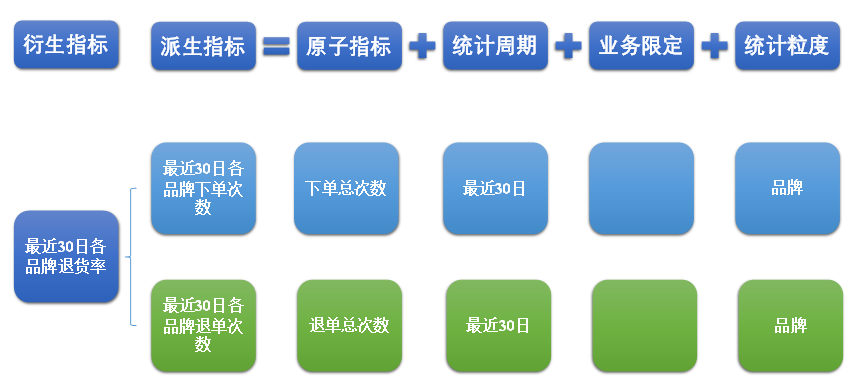 衍生指标
派生指标 = 原子指标 + 统计周期 + 业务限定 + 统计粒度
最近30日各
品牌下单次
数
下单总次数
最近30日
品牌
最近30日各
品牌退货率
最近30日各
品牌退单次
数
退单总次数
最近30日
品牌